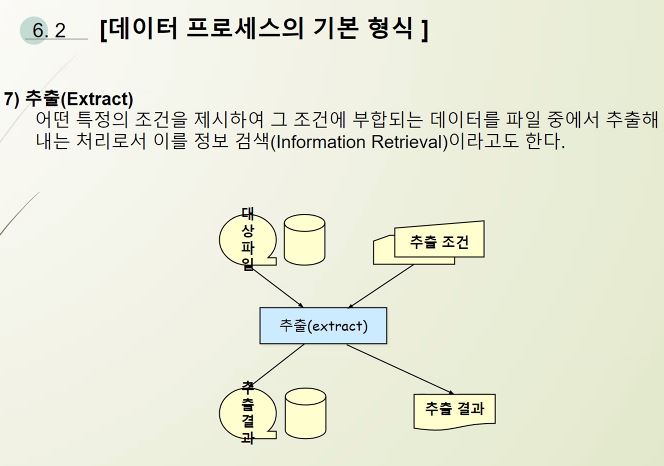 6. 2 [데이터 프로세스의 기본 형식 ]
7) 추출(Extract)
어떤 특정의 조건을 제시하여 그 조건에 부합되는 데이터를 파일 중에서 추출해
내는 처리로서 이를 정보 검색(Information Retrieval)이라고도 한다.
대
상
파
일
추출 조건
추출(extract)
추
출
결
과
추출 결과